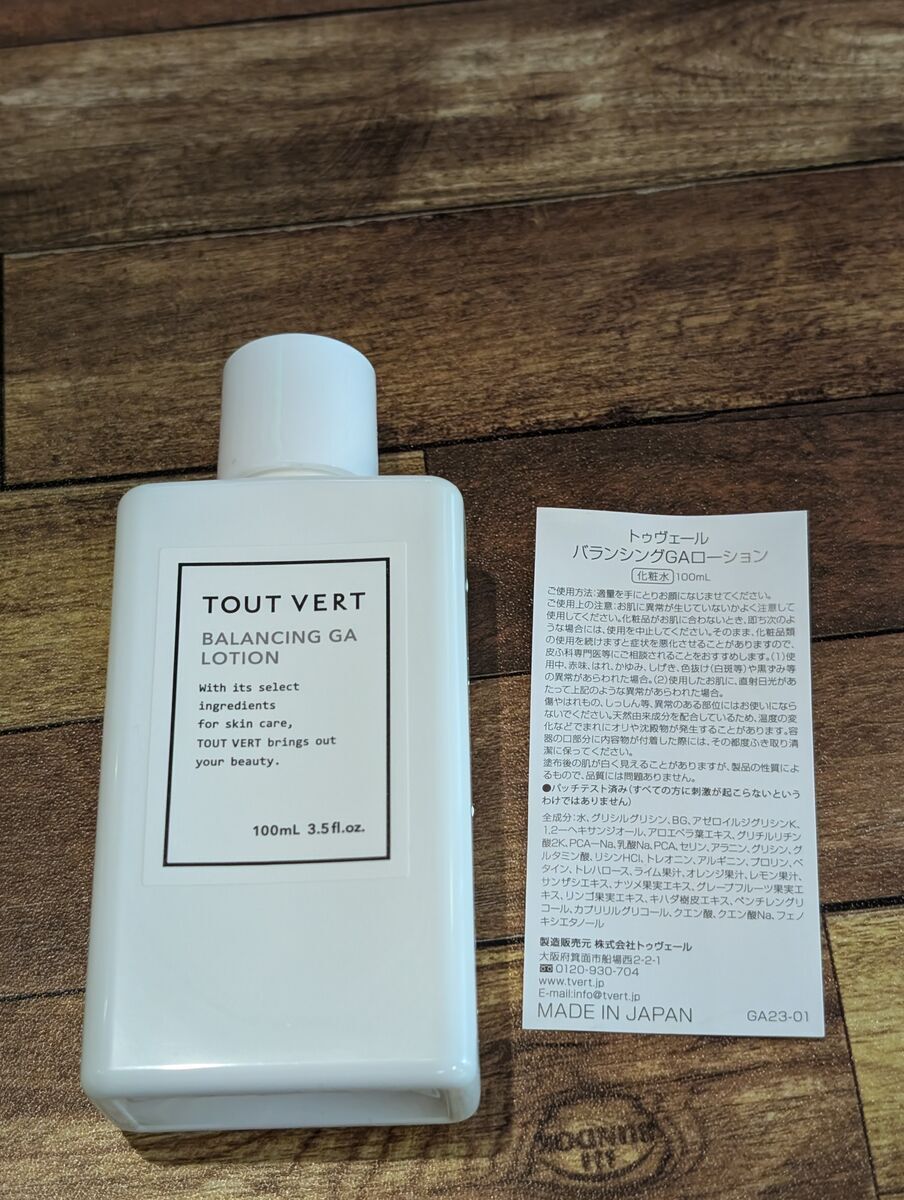 TOUT VERT
BALANCING GA
LOTION
With its select
ingredients
for skin care,
TOUT VERT brings out
your beauty.
100mL 3.5fl.oz.
トゥヴェール
バランシングGAローション
化粧水 100mL
ご使用方法:適量を手にとりお顔になじませてください。
ご使用上の注意:お肌に異常が生じていないかよく注意して
使用してください。化粧品がお肌に合わないとき、即ち次のよ
うな場合には、使用を中止してください。そのまま、化粧品類
の使用を続けますと症状を悪化させることがありますので、
皮ふ科専門医等にご相談されることをおすすめします。(1)使
用中、赤味、はれ、かゆみ、しげき、色抜け(白斑等)や黒ずみ等
の異常があらわれた場合。(2)使用したお肌に、直射日光があ
たって上記のような異常があらわれた場合。
傷やはれもの、しっしん等、異常のある部位にはお使いになら
ないでください。天然由来成分を配合しているため、温度の変
化などでまれにオリや沈殿物が発生することがあります。容
器の口部分に内容物が付着した際には、その都度ふき取り清
潔に保ってください。
塗布後の肌が白く見えることがありますが、製品の性質によ
るもので、品質には問題ありません。
●パッチテスト済み(すべての方に刺激が起こらないという
わけではありません)
全成分:水、グリシルグリシン、BG、アゼロイルジグリシンK、
1,2-ヘキサンジオール、アロエベラ葉エキス、グリチルリチン
酸2K、PCA-Na、乳酸Na、PCA、セリン、アラニン、グリシン、グ
ルタミン酸、リシンHCl、トレオニン、アルギニン、プロリン、ベ
タイン、トレハロース、ライム果汁、オレンジ果汁、レモン果汁、
サンザシエキス、ナツメ果実エキス、グレープフルーツ果実エ
キス、リンゴ果実エキス、キハダ樹皮エキス、ペンチレングリ
コール、カプリリルグリコール、クエン酸、クエン酸Na、フェノ
キシエタノール
製造販売元 株式会社トゥヴェール
大阪府箕面市船場西2-2-1
0120-930-704
www.tvert.jp
E-mail:info@tvert.jp
MADE IN JAPAN GA23-01